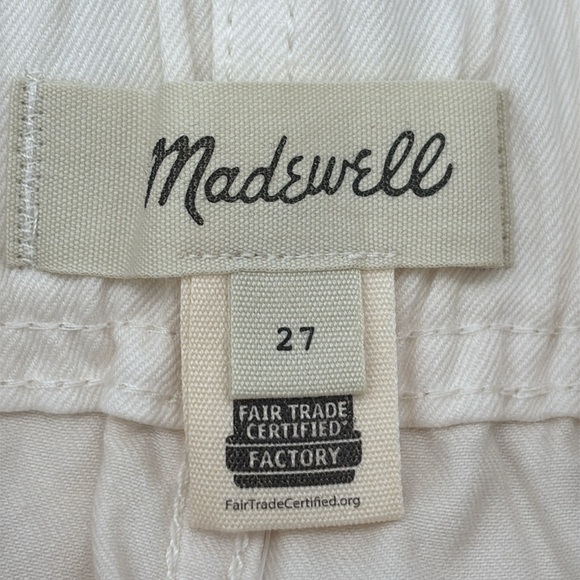 Madewell
27
FAIR TRADE
CERTIFIED
FACTORY
FairTradeCertified.org